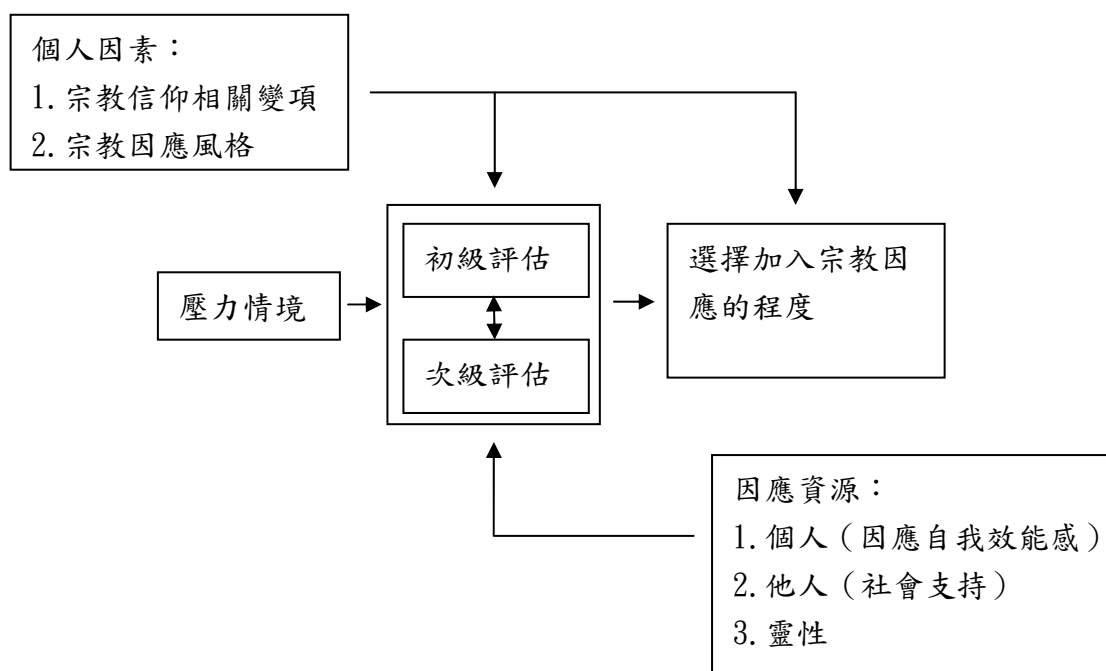 個人因素：
1.宗教信仰相關變項
2.宗教因應風格
初級評估
壓力情境
次級評估
選擇加入宗教因
應的程度
因應資源：
1.個人（因應自我效能感）
2.他人（社會支持）
3.靈性